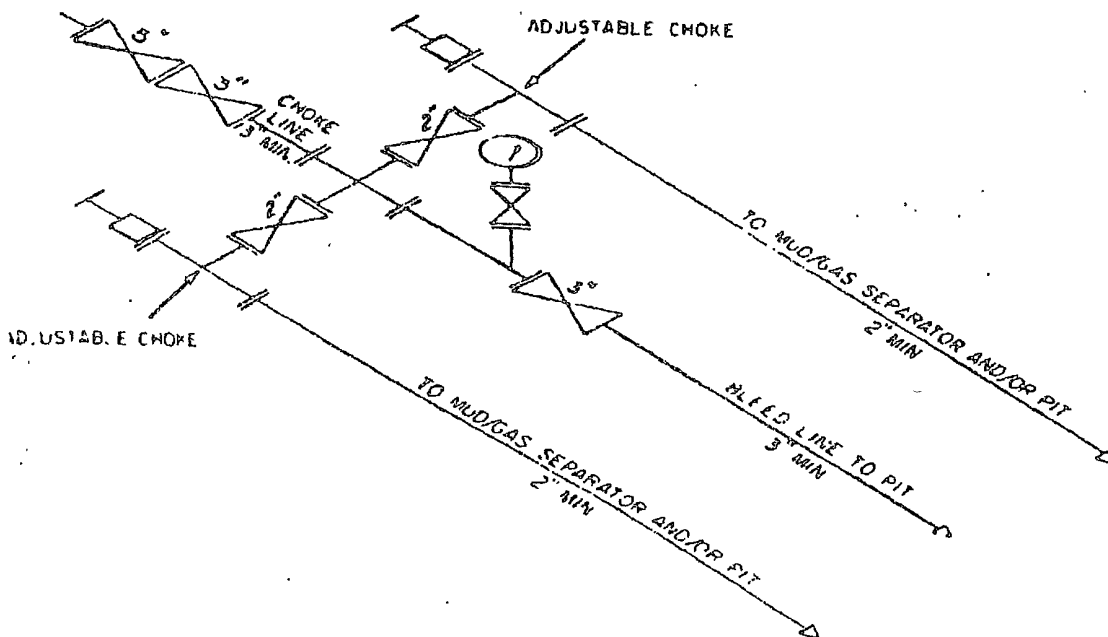 ADJUSTABLE CHOKE
3"
CHOKE
LINE
3" MIN.
2"
P
2"
3"
ADJUSTABLE CHOKE
TO MUD/GAS SEPARATOR AND/OR PIT
2" MIN
BLEED LINE TO PIT
3" MIN
TO MUD/GAS SEPARATOR AND/OR PIT
2" MIN